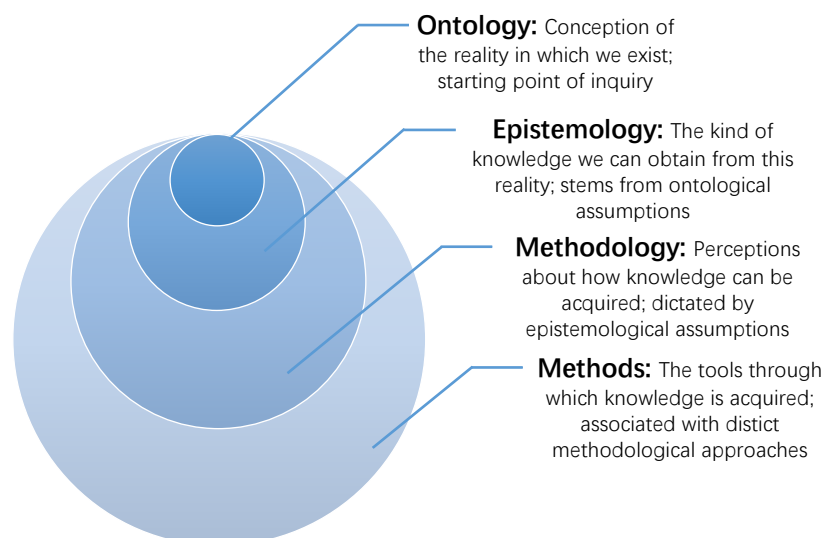 Ontology: Conception of
the reality in which we exist;
starting point of inquiry
Epistemology: The kind of
knowledge we can obtain from this
reality; stems from ontological
assumptions
Methodology: Perceptions
about how knowledge can be
acquired; dictated by
epistemological assumptions
Methods: The tools through
which knowledge is acquired;
associated with distict
methodological approaches